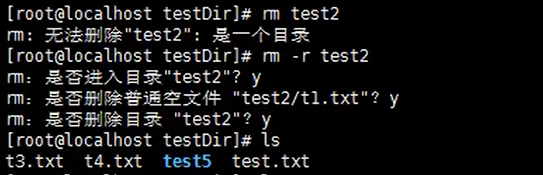 [root@localhost testDir]# rm test2
rm: 无法删除"test2": 是一个目录
[root@localhost testDir]# rm -r test2
rm：是否进入目录"test2"? y
rm：是否删除普通空文件 "test2/t1.txt"? y
rm：是否删除目录 "test2"? y
[root@localhost testDir]# ls
t3.txt  t4.txt  test5  test.txt